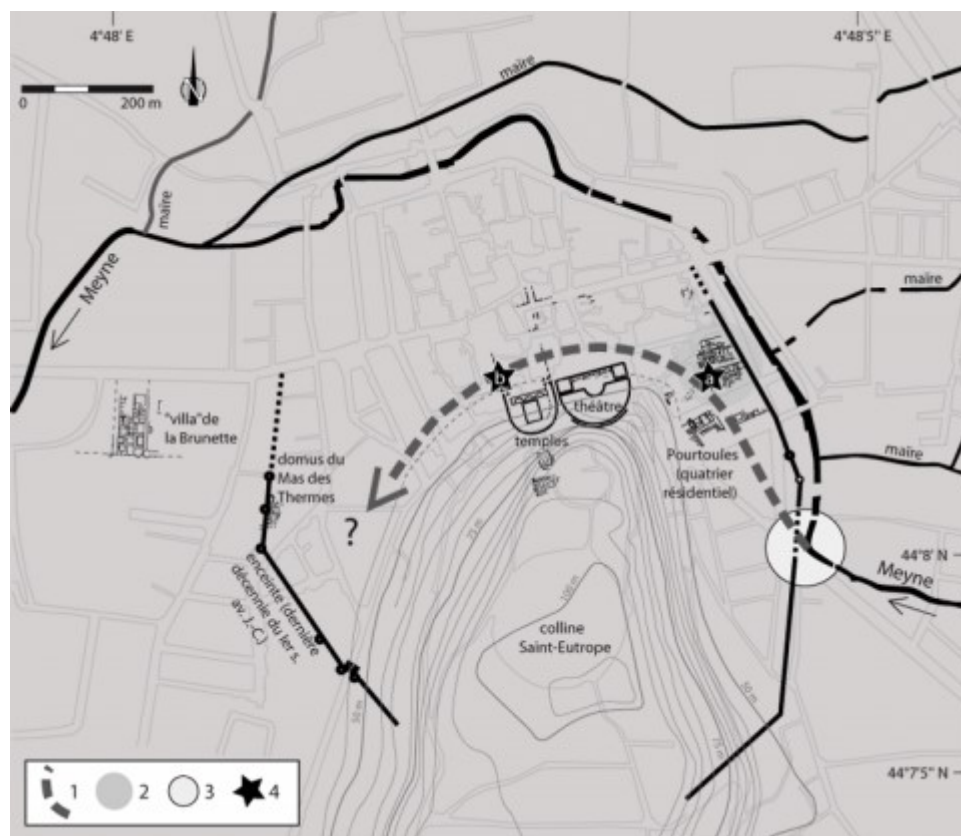 4°48' E
4°48'5'' E
0
200 m
N
maïre
maïre
Meyne
maïre
b
a
théâtre
temples
"villa" de
la Brunette
domus du
Mas des
Thermes
Pourtoules
(quatrier
résidentiel)
maïre
?
enceinte (dernière
décennie du Ier s.
av. J.-C.)
75 m
100 m
44°8' N
Meyne
colline
Saint-Eutrope
50 m
50 m
75 m
44°7'5'' N
1
2
3
4